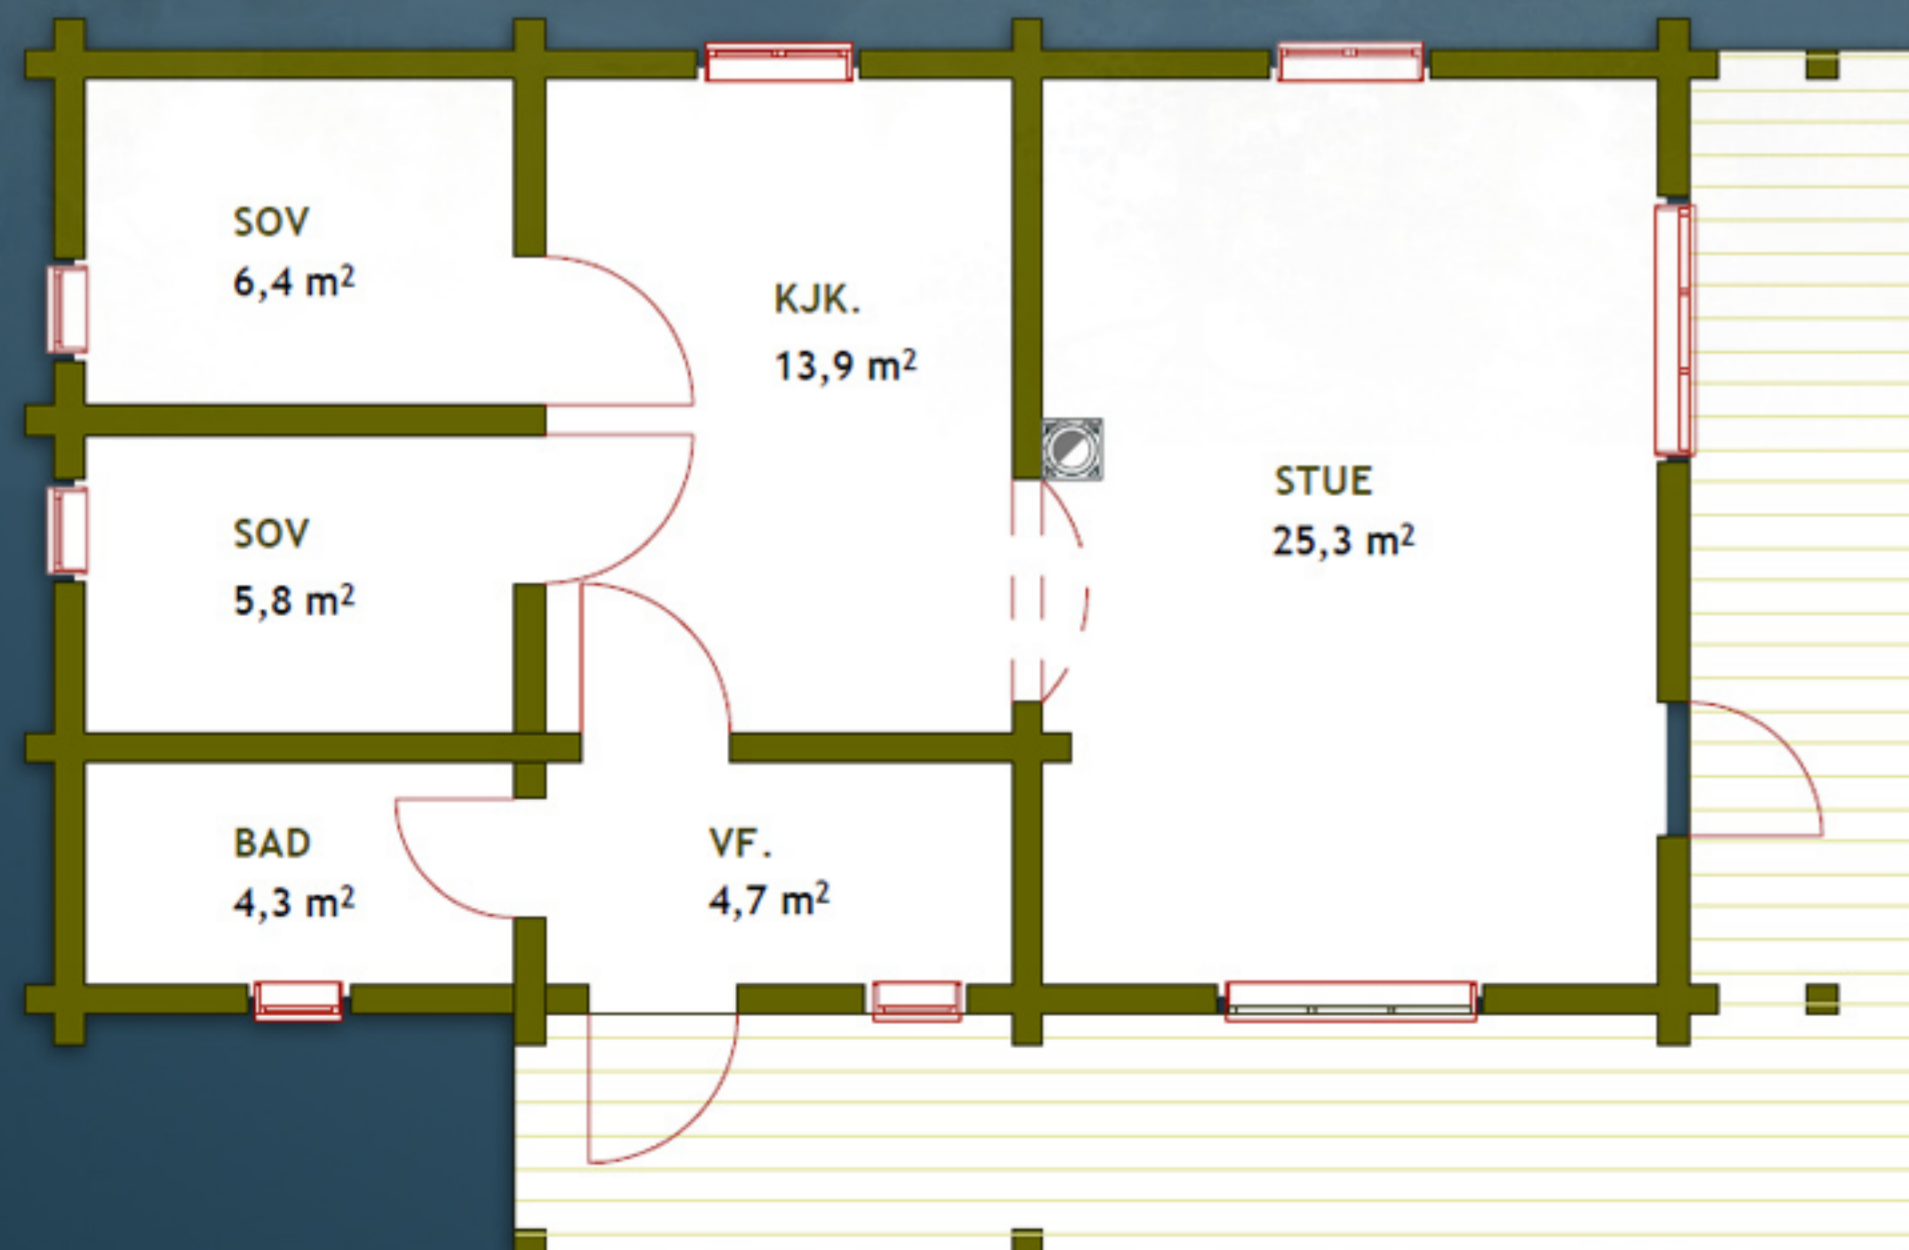 SOV
6,4 m²
KJK.
13,9 m²
STUE
25,3 m²
SOV
5,8 m²
BAD
4,3 m²
VF.
4,7 m²